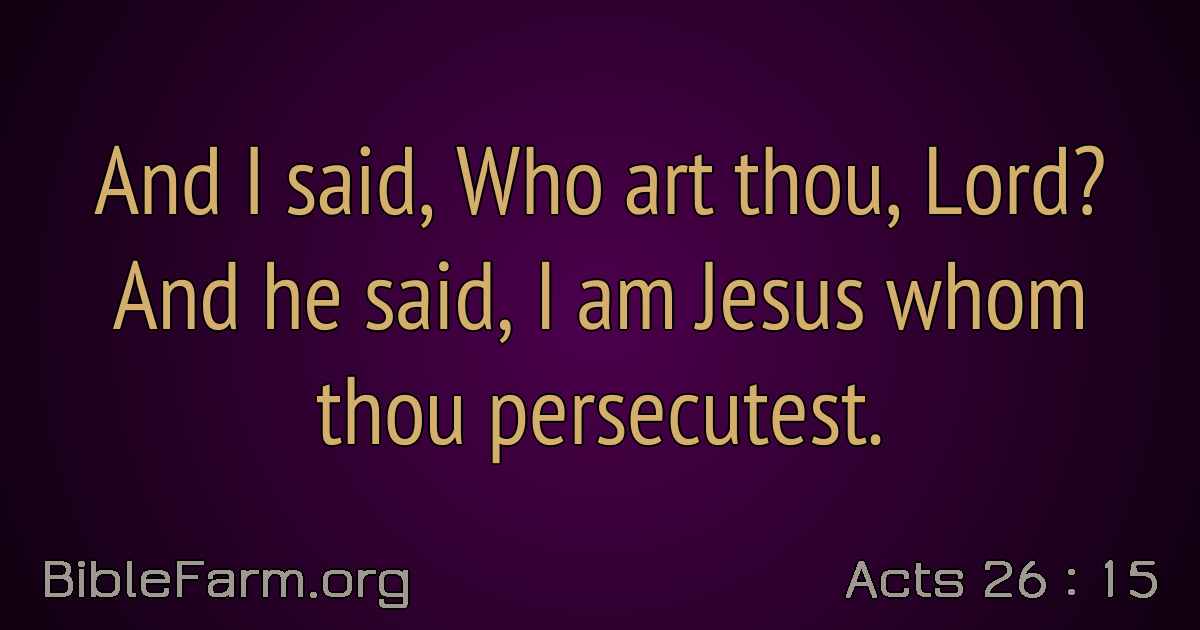 And I said, Who art thou, Lord?
And he said, I am Jesus whom
thou persecutest.
BibleFarm.org
Acts 26 : 15